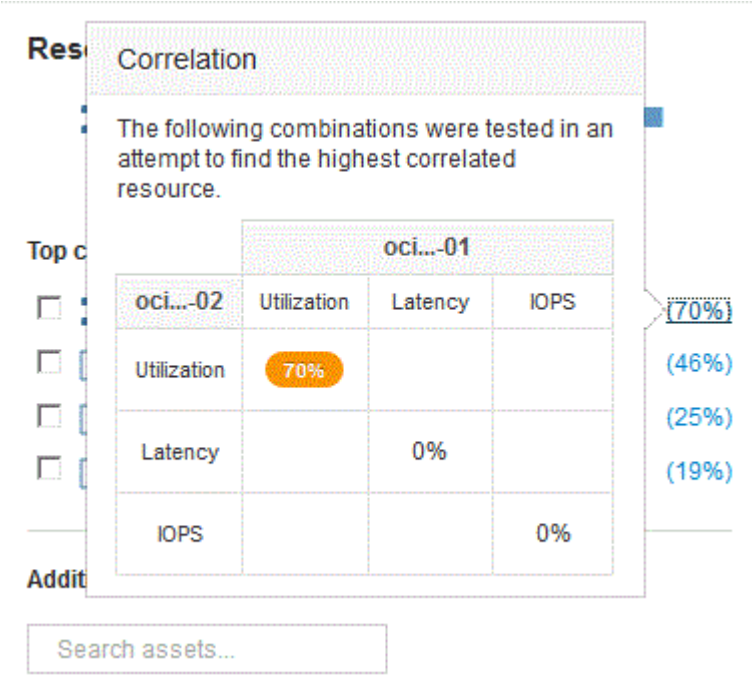 Res
Correlation
The following combinations were tested in an
attempt to find the highest correlated
resource.
Top c
oci...-01
oci...-02 Utilization Latency IOPS
(70%)
Utilization 70%
(46%)
(25%)
Latency 0%
(19%)
IOPS 0%
Addit
Search assets...